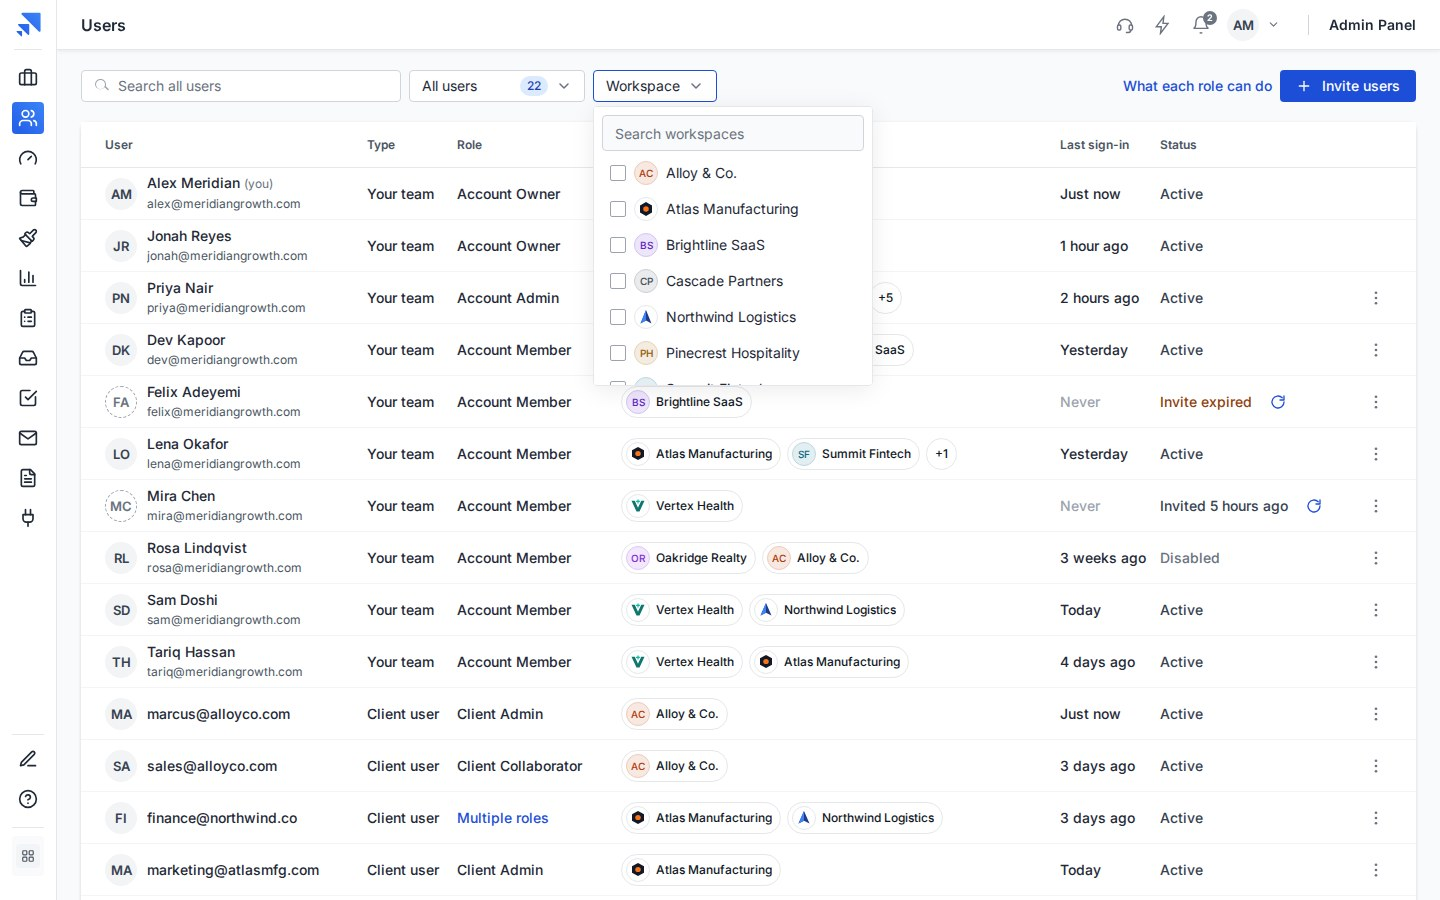 Users
2
AM
Admin Panel
Search all users
All users 22
Workspace
What each role can do
Invite users
Search workspaces
AC Alloy & Co.
Atlas Manufacturing
BS Brightline SaaS
CP Cascade Partners
Northwind Logistics
PH Pinecrest Hospitality
User Type Role Last sign-in Status
AM Alex Meridian (you) Your team Account Owner Just now Active
alex@meridiangrowth.com
JR Jonah Reyes Your team Account Owner 1 hour ago Active
jonah@meridiangrowth.com
PN Priya Nair Your team Account Admin +5 2 hours ago Active
priya@meridiangrowth.com
DK Dev Kapoor Your team Account Member SaaS Yesterday Active
dev@meridiangrowth.com
FA Felix Adeyemi Your team Account Member BS Brightline SaaS Never Invite expired
felix@meridiangrowth.com
LO Lena Okafor Your team Account Member Atlas Manufacturing SF Summit Fintech +1 Yesterday Active
lena@meridiangrowth.com
MC Mira Chen Your team Account Member Vertex Health Never Invited 5 hours ago
mira@meridiangrowth.com
RL Rosa Lindqvist Your team Account Member OR Oakridge Realty AC Alloy & Co. 3 weeks ago Disabled
rosa@meridiangrowth.com
SD Sam Doshi Your team Account Member Vertex Health Northwind Logistics Today Active
sam@meridiangrowth.com
TH Tariq Hassan Your team Account Member Vertex Health Atlas Manufacturing 4 days ago Active
tariq@meridiangrowth.com
MA marcus@alloyco.com Client user Client Admin AC Alloy & Co. Just now Active
SA sales@alloyco.com Client user Client Collaborator AC Alloy & Co. 3 days ago Active
FI finance@northwind.co Client user Multiple roles Atlas Manufacturing Northwind Logistics 3 days ago Active
MA marketing@atlasmfg.com Client user Client Admin Atlas Manufacturing Today Active